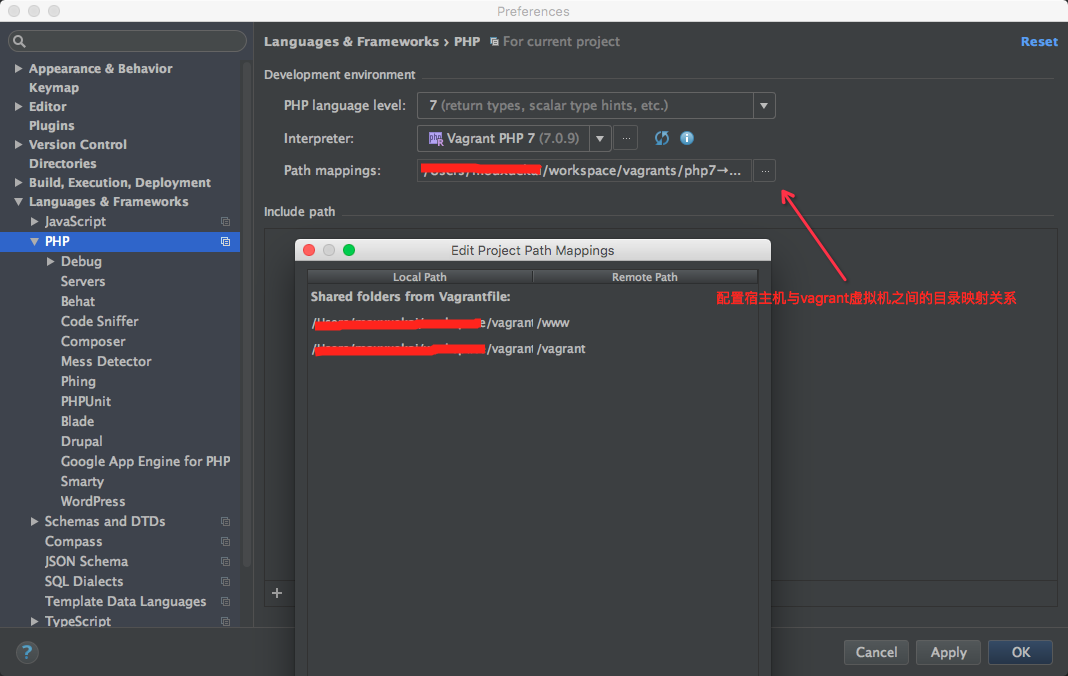 Preferences
Languages & Frameworks › PHP For current project
Reset
Appearance & Behavior
Keymap
Editor
Plugins
Version Control
Directories
Build, Execution, Deployment
Languages & Frameworks
JavaScript
PHP
Debug
Servers
Behat
Code Sniffer
Composer
Mess Detector
Phing
PHPUnit
Blade
Drupal
Google App Engine for PHP
Smarty
WordPress
Schemas and DTDs
Compass
JSON Schema
SQL Dialects
Template Data Languages
TypeScript
Development environment
PHP language level: 7 (return types, scalar type hints, etc.)
Interpreter: php R Vagrant PHP 7 (7.0.9) ...
Path mappings: /workspace/vagrants/php7→... ...
Include path
Edit Project Path Mappings
Local Path Remote Path
Shared folders from Vagrantfile:
/vagrant /www
/vagrant /vagrant
配置宿主机与vagrant虚拟机之间的目录映射关系
+
?
Cancel
Apply
OK